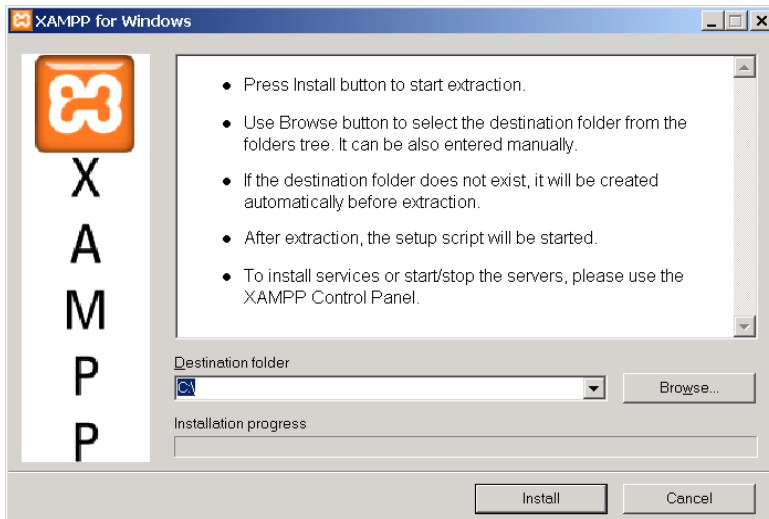 XAMPP for Windows
X
A
M
P
P
Press Install button to start extraction.
Use Browse button to select the destination folder from the
folders tree. It can be also entered manually.
If the destination folder does not exist, it will be created
automatically before extraction.
After extraction, the setup script will be started.
To install services or start/stop the servers, please use the
XAMPP Control Panel.
Destination folder
C:\
Browse...
Installation progress
Install
Cancel